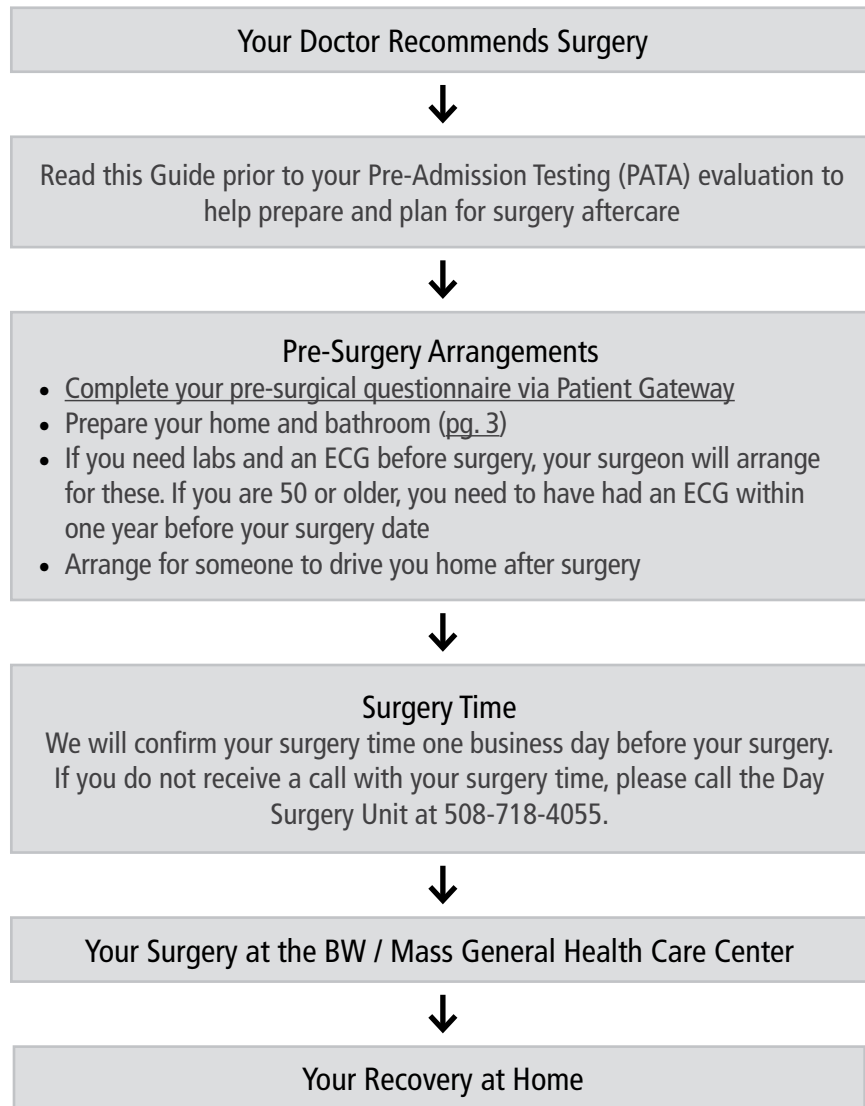 Your Doctor Recommends Surgery
Read this Guide prior to your Pre-Admission Testing (PATA) evaluation to
help prepare and plan for surgery aftercare
Pre-Surgery Arrangements
• Complete your pre-surgical questionnaire via Patient Gateway
• Prepare your home and bathroom (pg. 3)
• If you need labs and an ECG before surgery, your surgeon will arrange
for these. If you are 50 or older, you need to have had an ECG within
one year before your surgery date
• Arrange for someone to drive you home after surgery
Surgery Time
We will confirm your surgery time one business day before your surgery.
If you do not receive a call with your surgery time, please call the Day
Surgery Unit at 508-718-4055.
Your Surgery at the BW / Mass General Health Care Center
Your Recovery at Home